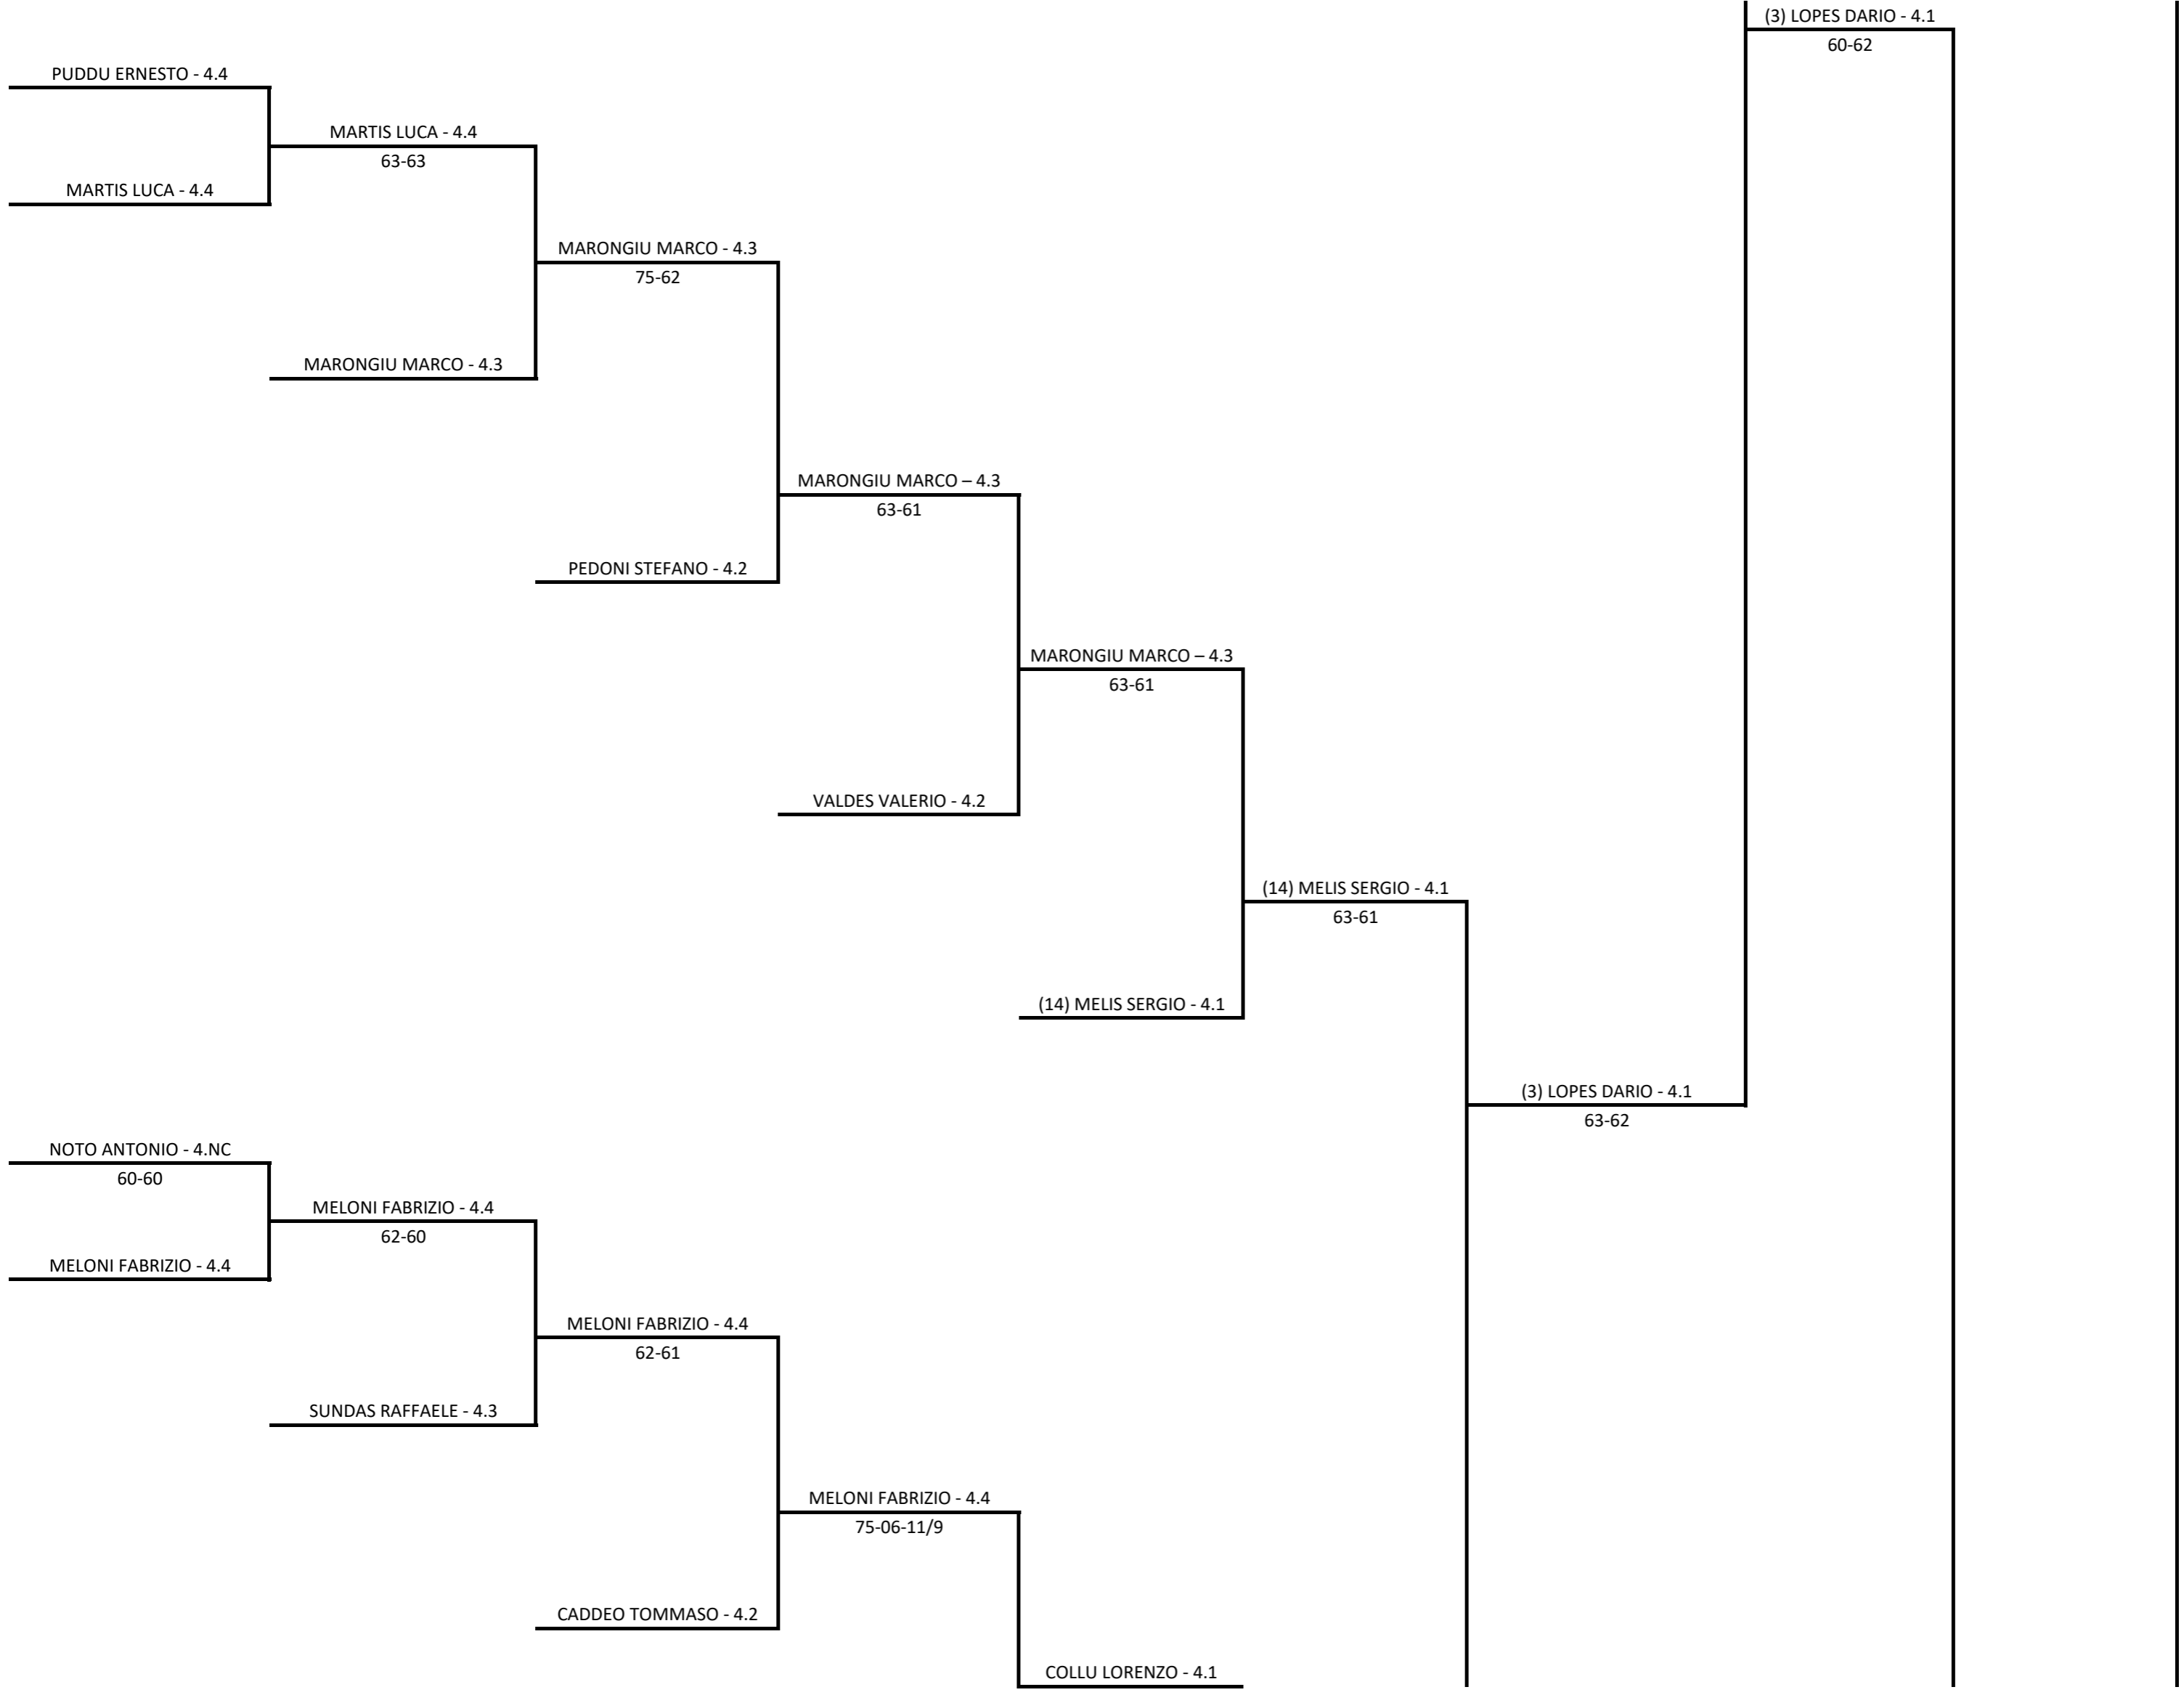 (3) LOPES DARIO - 4.1
60-62
PUDDU ERNESTO - 4.4
MARTIS LUCA - 4.4
63-63
MARTIS LUCA - 4.4
MARONGIU MARCO - 4.3
75-62
MARONGIU MARCO - 4.3
MARONGIU MARCO – 4.3
63-61
PEDONI STEFANO - 4.2
MARONGIU MARCO – 4.3
63-61
VALDES VALERIO - 4.2
(14) MELIS SERGIO - 4.1
63-61
(14) MELIS SERGIO - 4.1
(3) LOPES DARIO - 4.1
63-62
NOTO ANTONIO - 4.NC
60-60
MELONI FABRIZIO - 4.4
62-60
MELONI FABRIZIO - 4.4
MELONI FABRIZIO - 4.4
62-61
SUNDAS RAFFAELE - 4.3
MELONI FABRIZIO - 4.4
75-06-11/9
CADDEO TOMMASO - 4.2
COLLU LORENZO - 4.1